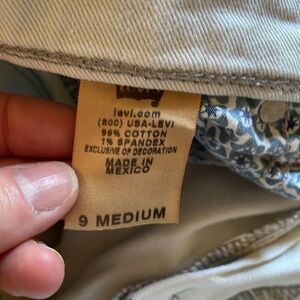 levi.com
(800) USA-LEVI
99% COTTON
1% SPANDEX
EXCLUSIVE OF DECORATION
MADE IN
MEXICO
9 MEDIUM